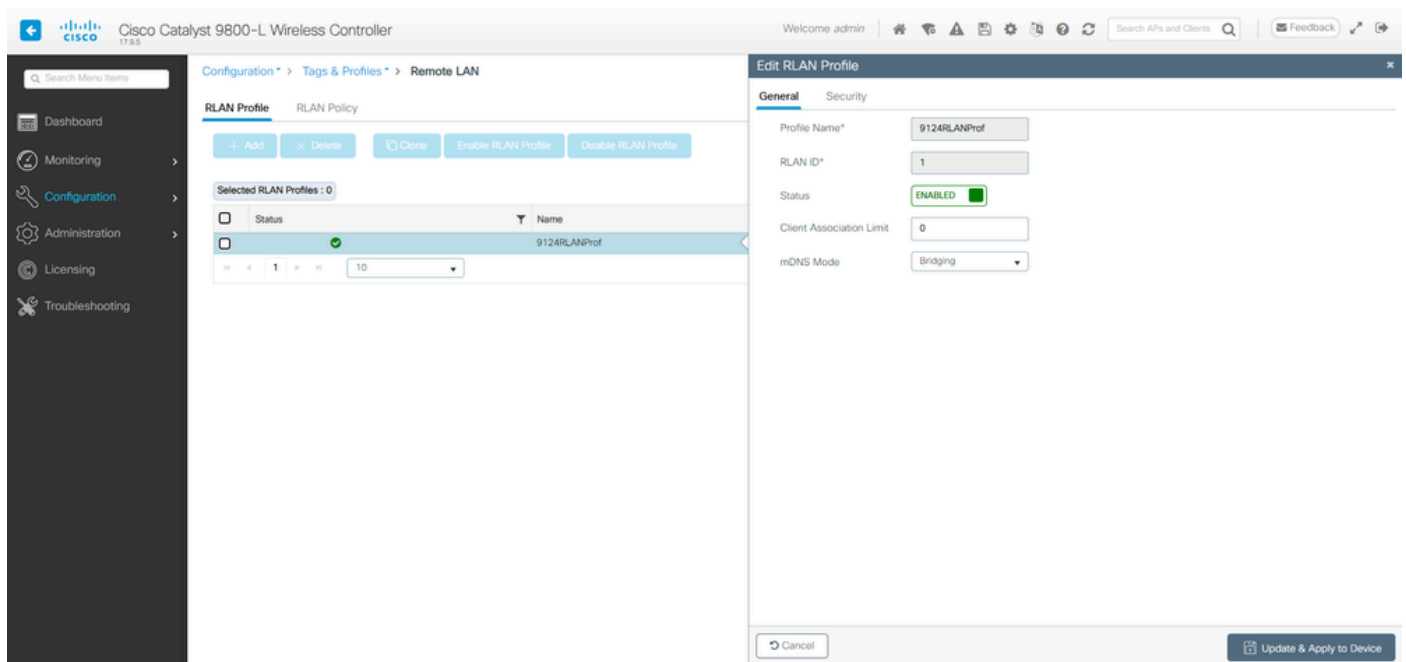 CISCO
Cisco Catalyst 9800-L Wireless Controller
17.9.5
Welcome admin
Search APs and Clients
Feedback
Search Menu Items
Dashboard
Monitoring
Configuration
Administration
Licensing
Troubleshooting
Configuration > Tags & Profiles > Remote LAN
RLAN Profile RLAN Policy
+ Add × Delete Clone Enable RLAN Profile Disable RLAN Profile
Selected RLAN Profiles : 0
Status Name
9124RLANProf
1 10
Edit RLAN Profile
General Security
Profile Name* 9124RLANProf
RLAN ID* 1
Status ENABLED
Client Association Limit 0
mDNS Mode Bridging
Cancel Update & Apply to Device